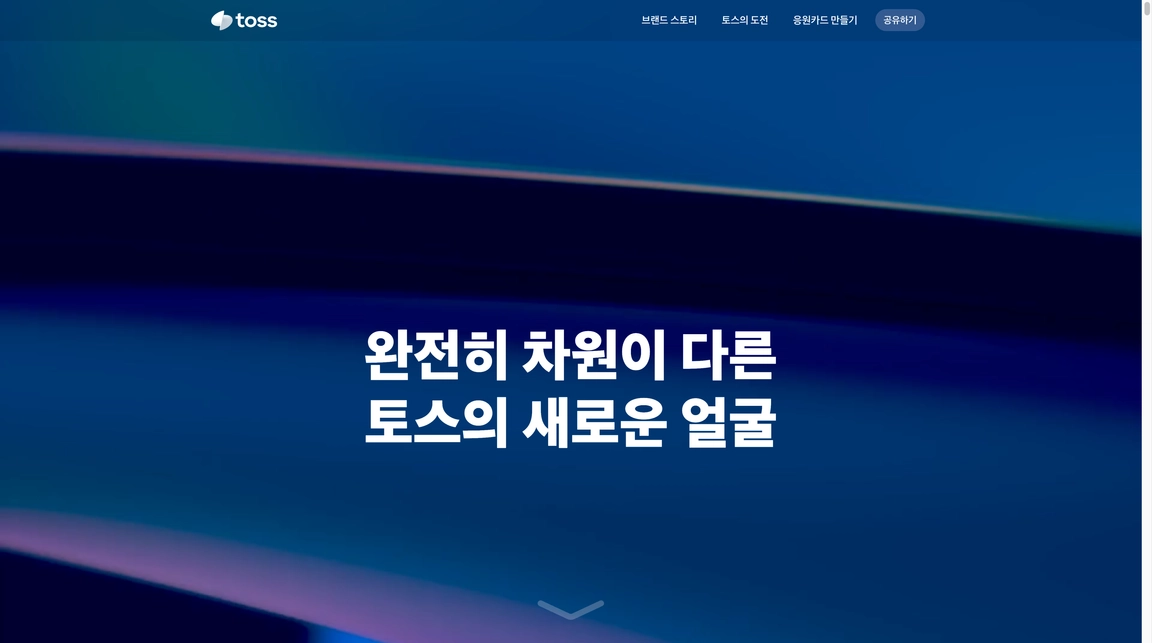 toss
브랜드 스토리
토스의 도전
응원카드 만들기
공유하기
완전히 차원이 다른
토스의 새로운 얼굴